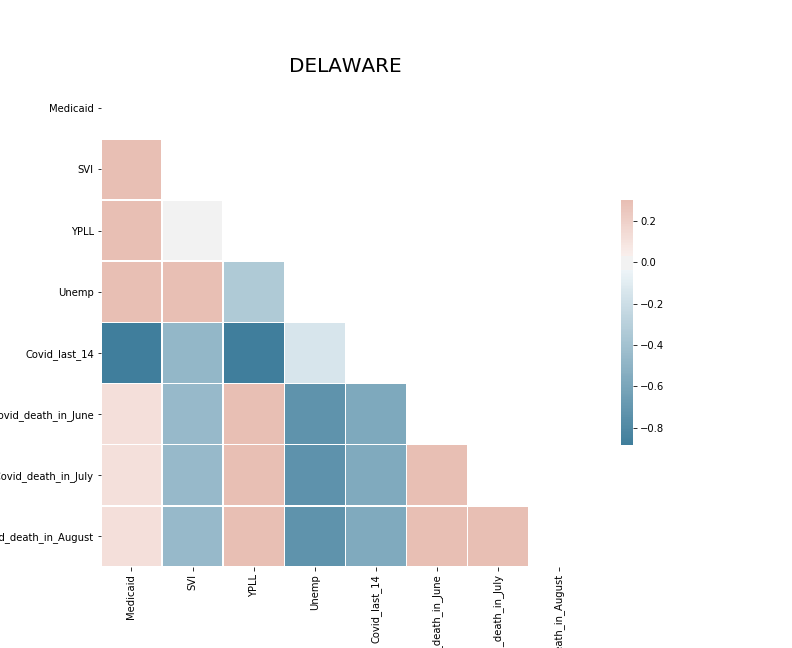 DELAWARE
Medicaid
SVI
YPLL
Unemp
Covid_last_14
ovid_death_in_June
ovid_death_in_July
d_death_in_August
0.2
0.0
−0.2
−0.4
−0.6
−0.8
Medicaid
SVI
YPLL
Unemp
Covid_last_14
_death_in_June
_death_in_July
ath_in_August